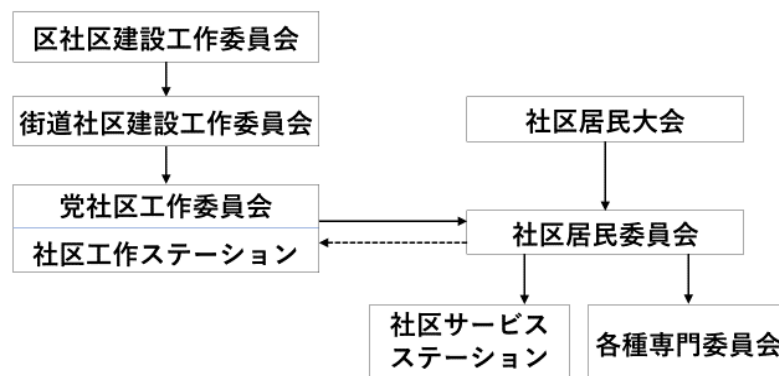 区社区建設工作委員会
街道社区建設工作委員会
社区居民大会
党社区工作委員会
社区工作ステーション
社区居民委員会
社区サービス
ステーション
各種専門委員会